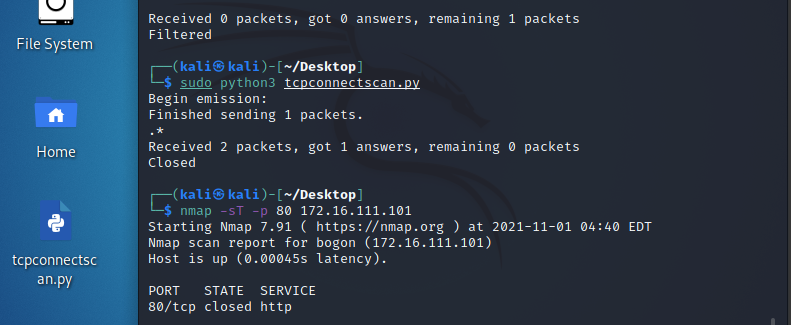 File System
Home
tcpconnectsc
an.py
Received 0 packets, got 0 answers, remaining 1 packets
Filtered
┌──(kali㉿kali)-[~/Desktop]
└─$ sudo python3 tcpconnectscan.py
Begin emission:
Finished sending 1 packets.
.*
Received 2 packets, got 1 answers, remaining 0 packets
Closed
┌──(kali㉿kali)-[~/Desktop]
└─$ nmap -sT -p 80 172.16.111.101
Starting Nmap 7.91 ( https://nmap.org ) at 2021-11-01 04:40 EDT
Nmap scan report for bogon (172.16.111.101)
Host is up (0.00045s latency).
PORT   STATE  SERVICE
80/tcp closed http